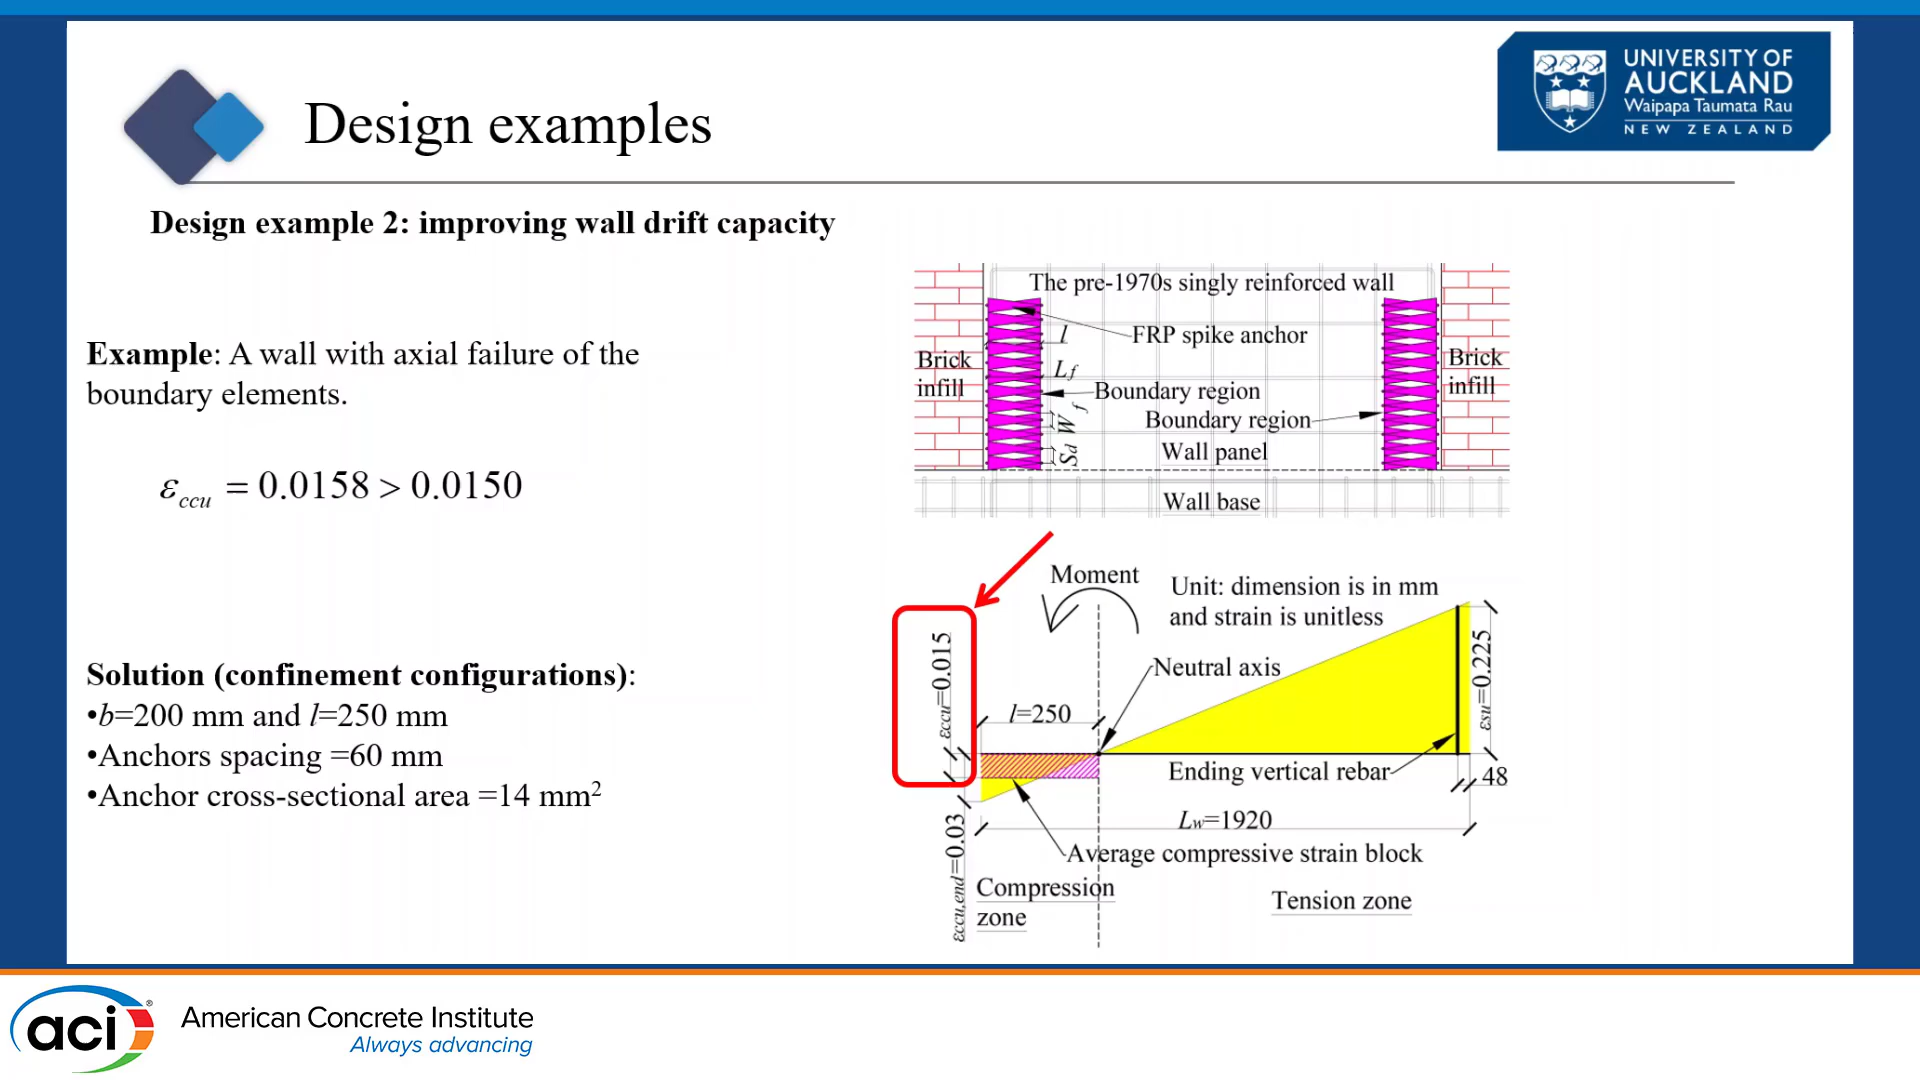 UNIVERSITY OF
AUCKLAND
Waipapa Taumata Rau
NEW ZEALAND
Design examples
Design example 2: improving wall drift capacity
Example: A wall with axial failure of the
boundary elements.
εccu = 0.0158 > 0.0150
Solution (confinement configurations):
•b=200 mm and l=250 mm
•Anchors spacing =60 mm
•Anchor cross-sectional area =14 mm²
The pre-1970s singly reinforced wall
FRP spike anchor
l
Lf
Brick
infill
Boundary region
Wf
Boundary region
Sd
Wall panel
Brick
infill
Wall base
Moment
Unit: dimension is in mm
and strain is unitless
εccu=0.015
Neutral axis
εsu=0.225
l=250
Ending vertical rebar
48
Lw=1920
εccu,end=0.03
Average compressive strain block
Compression
zone
Tension zone
aci®
American Concrete Institute
Always advancing